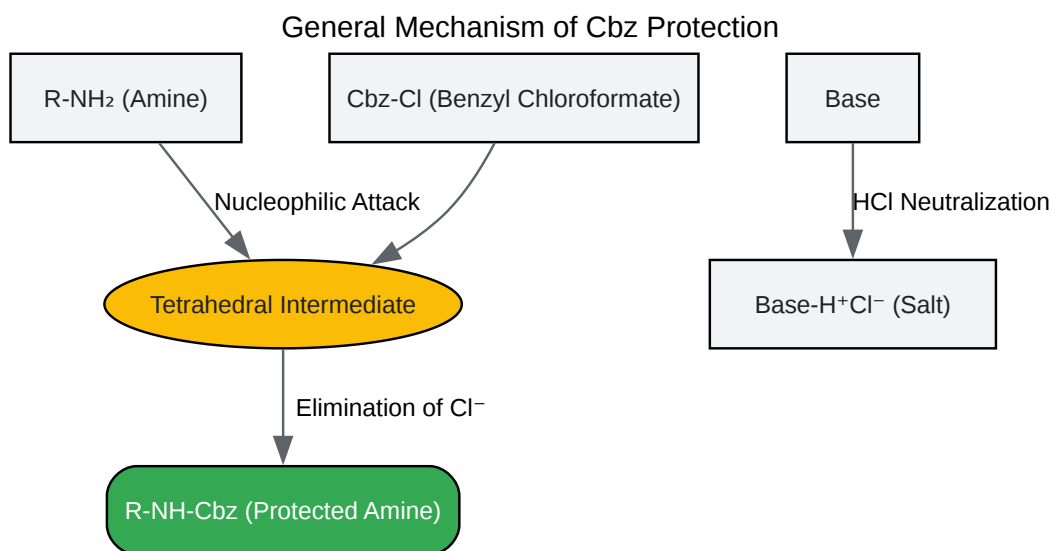 General Mechanism of Cbz Protection
R-NH₂ (Amine)
Cbz-Cl (Benzyl Chloroformate)
Base
Nucleophilic Attack
HCl Neutralization
Tetrahedral Intermediate
Base-H⁺Cl⁻ (Salt)
Elimination of Cl⁻
R-NH-Cbz (Protected Amine)